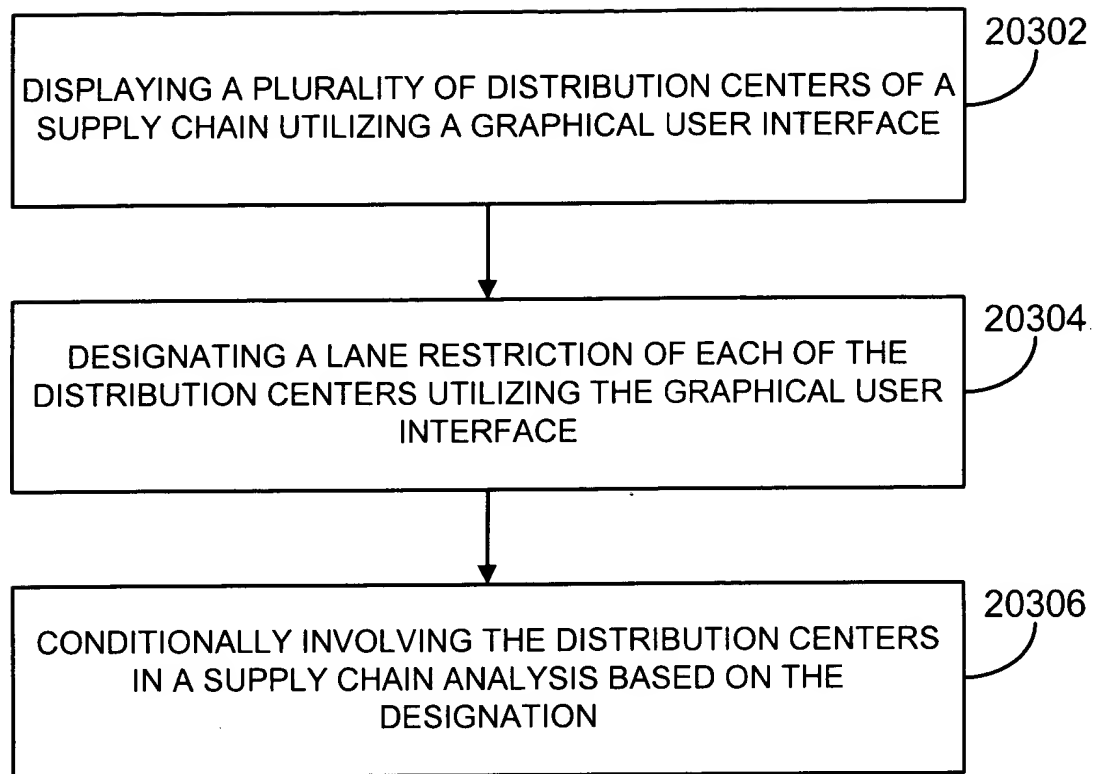 20302
DISPLAYING A PLURALITY OF DISTRIBUTION CENTERS OF A
SUPPLY CHAIN UTILIZING A GRAPHICAL USER INTERFACE
20304
DESIGNATING A LANE RESTRICTION OF EACH OF THE
DISTRIBUTION CENTERS UTILIZING THE GRAPHICAL USER
INTERFACE
20306
CONDITIONALLY INVOLVING THE DISTRIBUTION CENTERS
IN A SUPPLY CHAIN ANALYSIS BASED ON THE
DESIGNATION